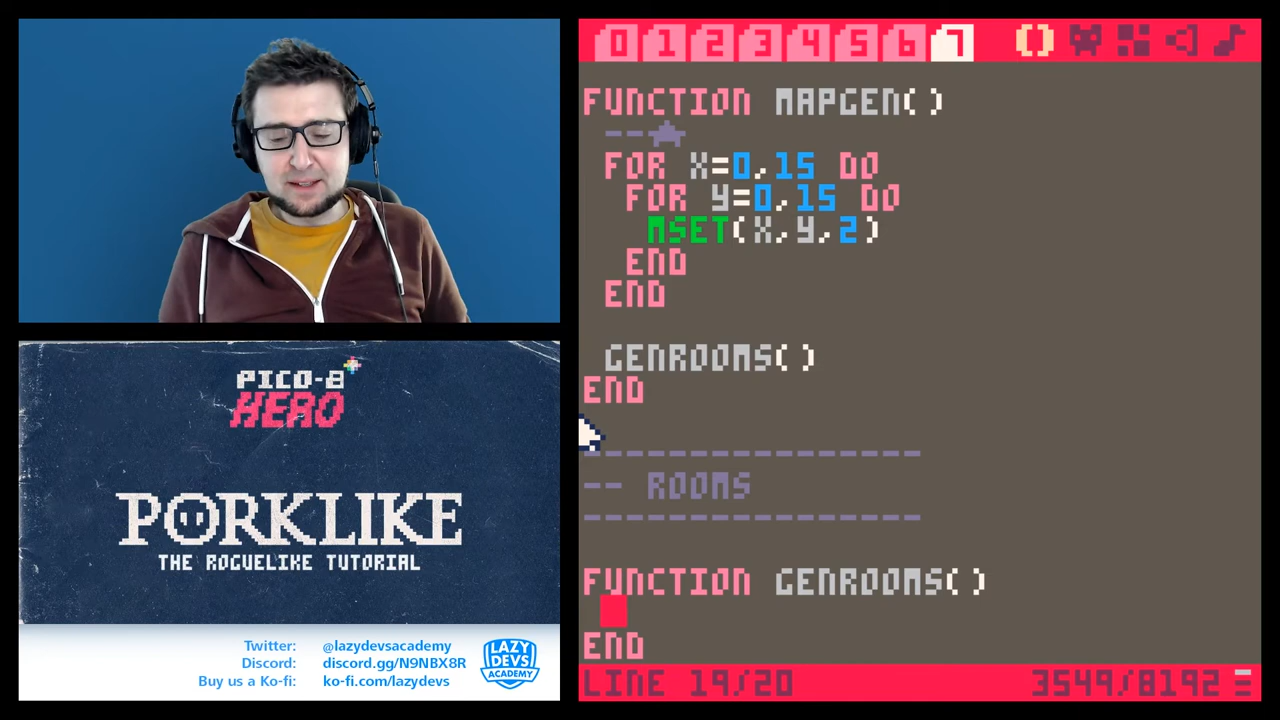 0 1 2 3 4 5 6 7
FUNCTION MAPGEN()
--
FOR X=0,15 DO
FOR Y=0,15 DO
MSET(X,Y,2)
END
END
GENROOMS()
END
----------------
-- ROOMS
----------------
FUNCTION GENROOMS()
END
LINE 19/20 3549/8192
PICO-8
HERO
PORKLIKE
THE ROGUELIKE TUTORIAL
Twitter: @lazydevsacademy
Discord: discord.gg/N9NBX8R
Buy us a Ko-fi: ko-fi.com/lazydevs
LAZY
DEVS
ACADEMY